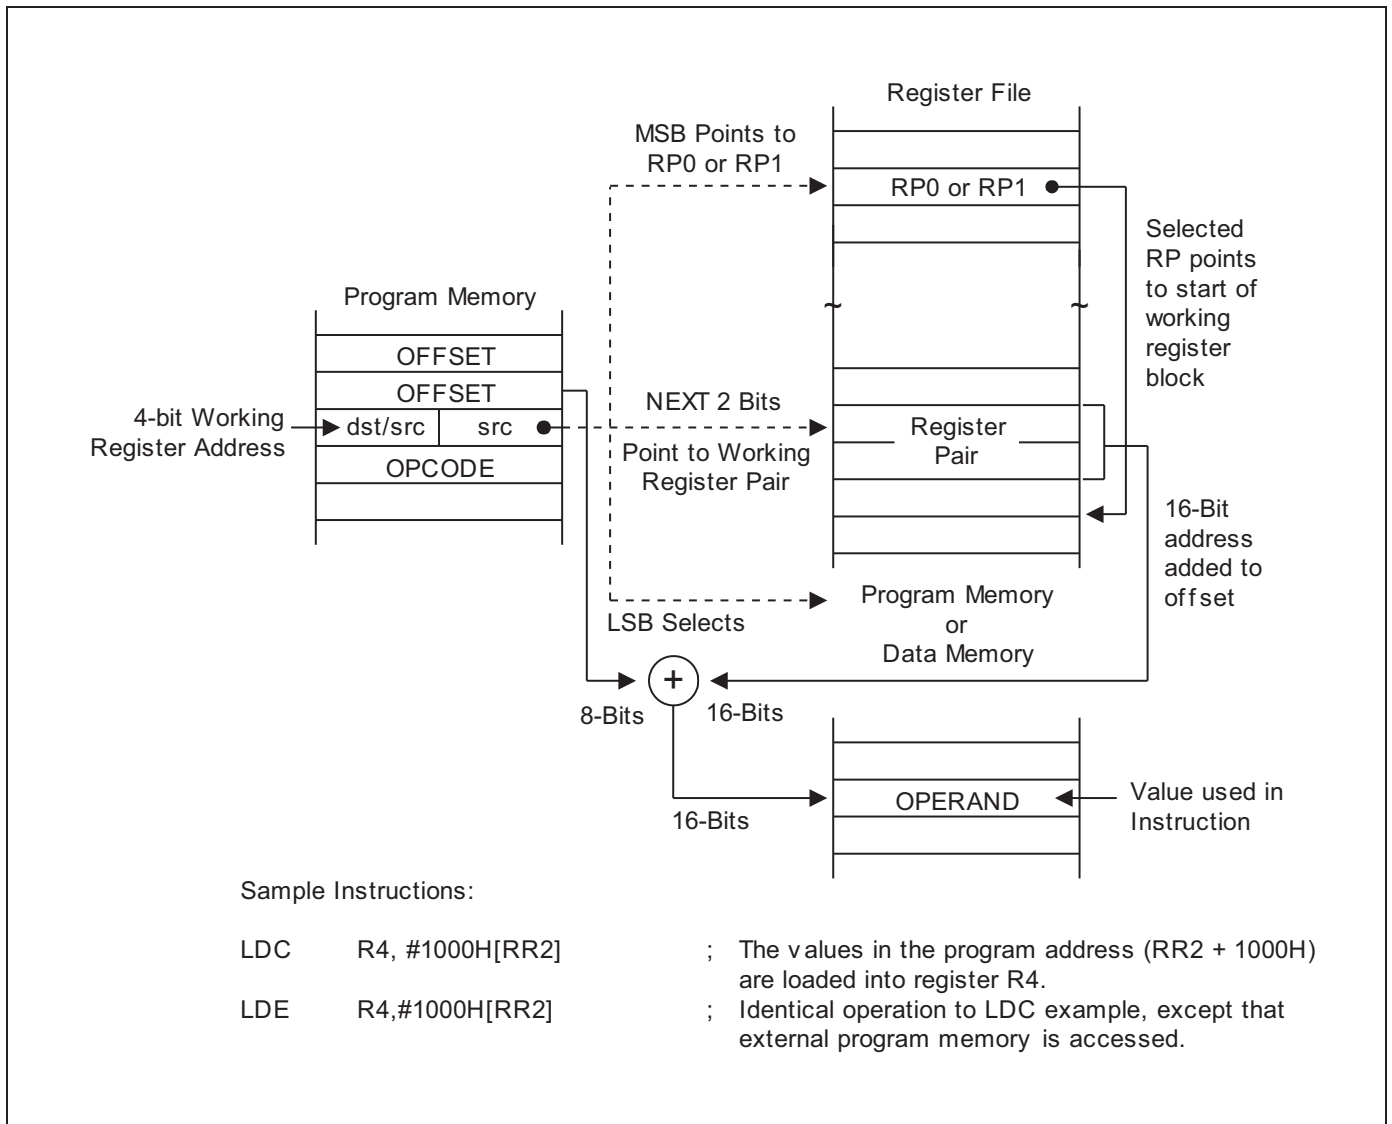 Register File
MSB Points to
RP0 or RP1
RP0 or RP1
Selected
RP points
to start of
working
register
block
Program Memory
OFFSET
OFFSET
4-bit Working
Register Address
dst/src
src
OPCODE
NEXT 2 Bits
Point to Working
Register Pair
Register
Pair
16-Bit
address
added to
offset
LSB Selects
Program Memory
or
Data Memory
+
8-Bits
16-Bits
16-Bits
OPERAND
Value used in
Instruction
Sample Instructions:
LDC R4, #1000H[RR2] ; The values in the program address (RR2 + 1000H)
are loaded into register R4.
LDE R4,#1000H[RR2] ; Identical operation to LDC example, except that
external program memory is accessed.